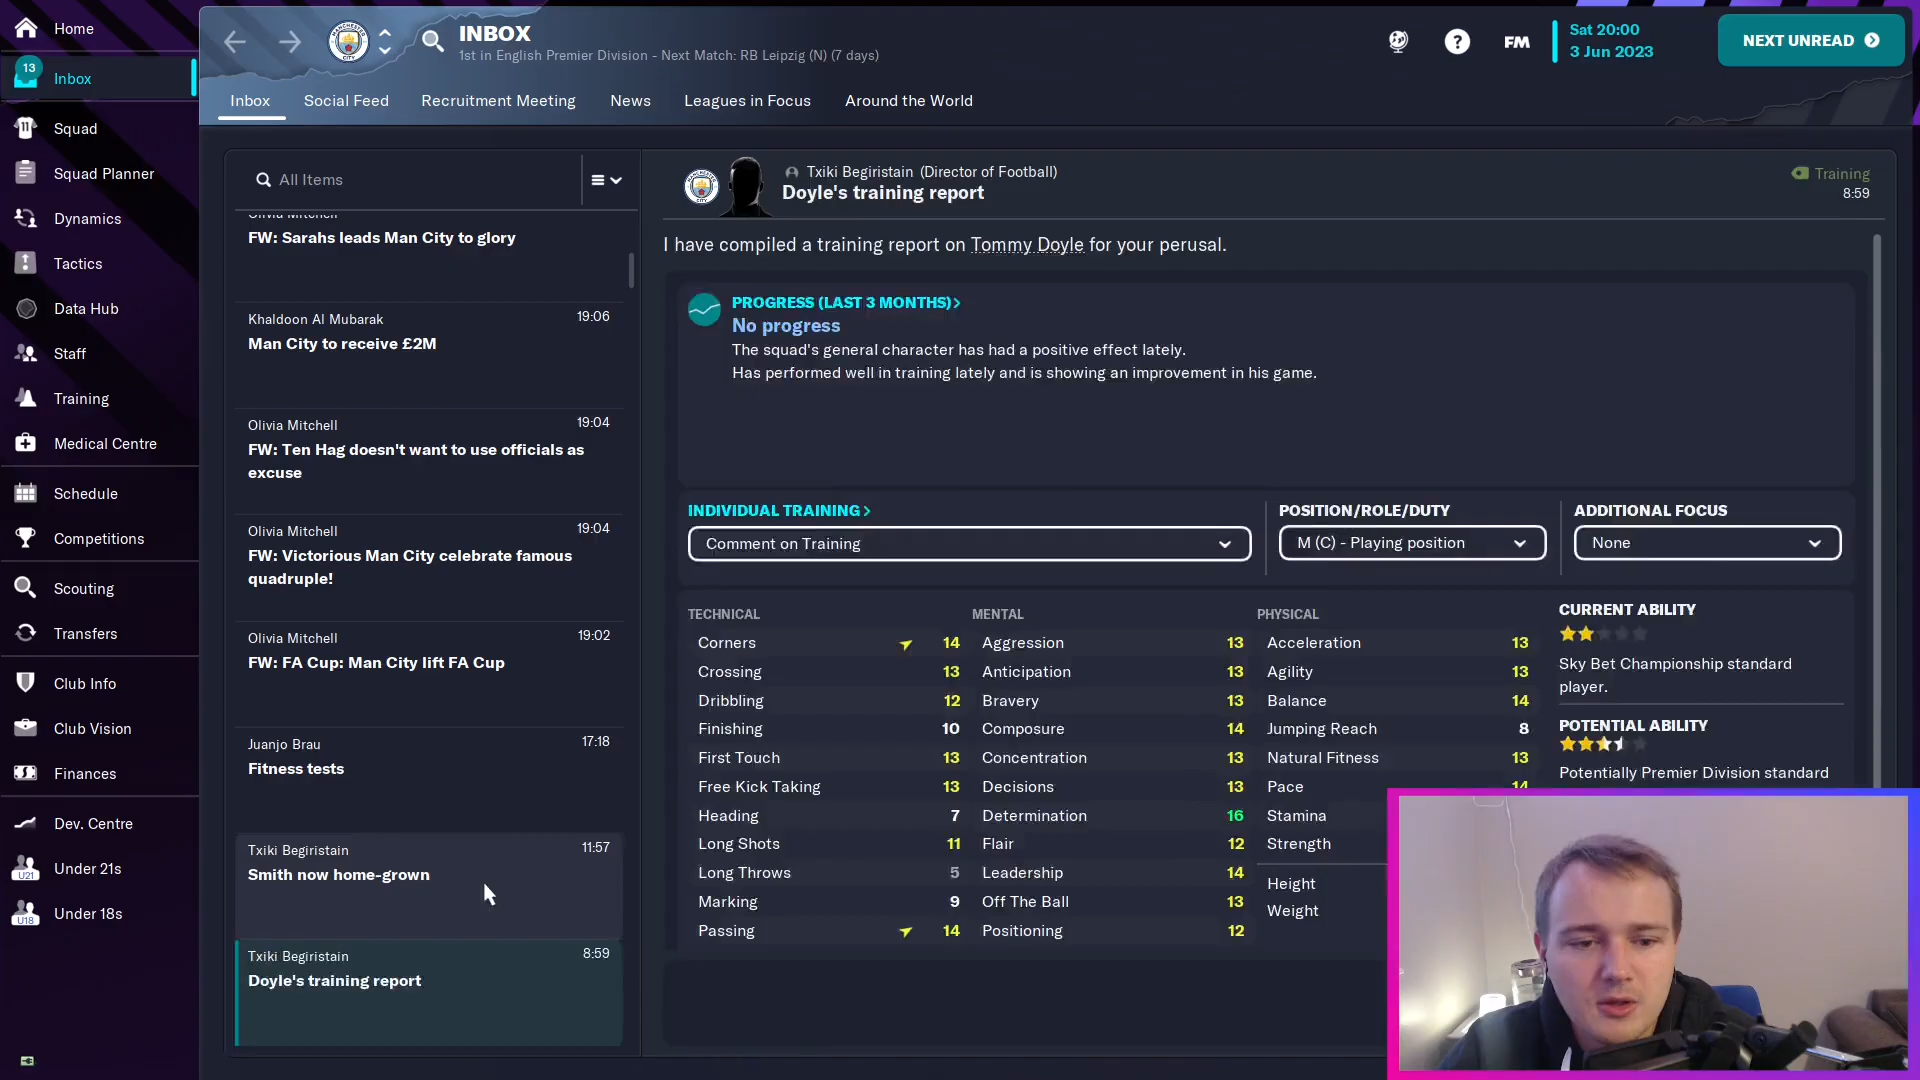 Home
13
Inbox
Squad
Squad Planner
Dynamics
Tactics
Data Hub
Staff
Training
Medical Centre
Schedule
Competitions
Scouting
Transfers
Club Info
Club Vision
Finances
Dev. Centre
U21
Under 21s
U18
Under 18s
INBOX
1st in English Premier Division - Next Match: RB Leipzig (N) (7 days)
?
FM
Sat 20:00
3 Jun 2023
NEXT UNREAD
Inbox
Social Feed
Recruitment Meeting
News
Leagues in Focus
Around the World
All Items
Olivia Mitchell
FW: Sarahs leads Man City to glory
Khaldoon Al Mubarak 19:06
Man City to receive £2M
Olivia Mitchell 19:04
FW: Ten Hag doesn't want to use officials as
excuse
Olivia Mitchell 19:04
FW: Victorious Man City celebrate famous
quadruple!
Olivia Mitchell 19:02
FW: FA Cup: Man City lift FA Cup
Juanjo Brau 17:18
Fitness tests
Txiki Begiristain 11:57
Smith now home-grown
Txiki Begiristain 8:59
Doyle's training report
Txiki Begiristain (Director of Football)
Doyle's training report
Training
8:59
I have compiled a training report on Tommy Doyle for your perusal.
PROGRESS (LAST 3 MONTHS)>
No progress
The squad's general character has had a positive effect lately.
Has performed well in training lately and is showing an improvement in his game.
INDIVIDUAL TRAINING >
Comment on Training
POSITION/ROLE/DUTY
M (C) - Playing position
ADDITIONAL FOCUS
None
TECHNICAL
Corners 14
Crossing 13
Dribbling 12
Finishing 10
First Touch 13
Free Kick Taking 13
Heading 7
Long Shots 11
Long Throws 5
Marking 9
Passing 14
MENTAL
Aggression 13
Anticipation 13
Bravery 13
Composure 14
Concentration 13
Decisions 13
Determination 16
Flair 12
Leadership 14
Off The Ball 13
Positioning 12
PHYSICAL
Acceleration 13
Agility 13
Balance 14
Jumping Reach 8
Natural Fitness 13
Pace 14
Stamina
Strength
Height
Weight
CURRENT ABILITY
Sky Bet Championship standard
player.
POTENTIAL ABILITY
Potentially Premier Division standard